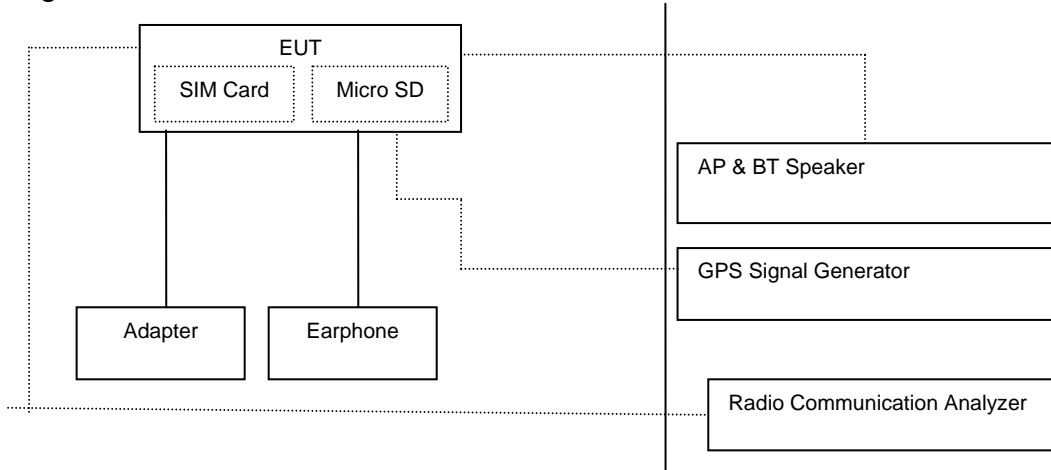 EUT
SIM Card
Micro SD
AP & BT Speaker
GPS Signal Generator
Adapter
Earphone
Radio Communication Analyzer